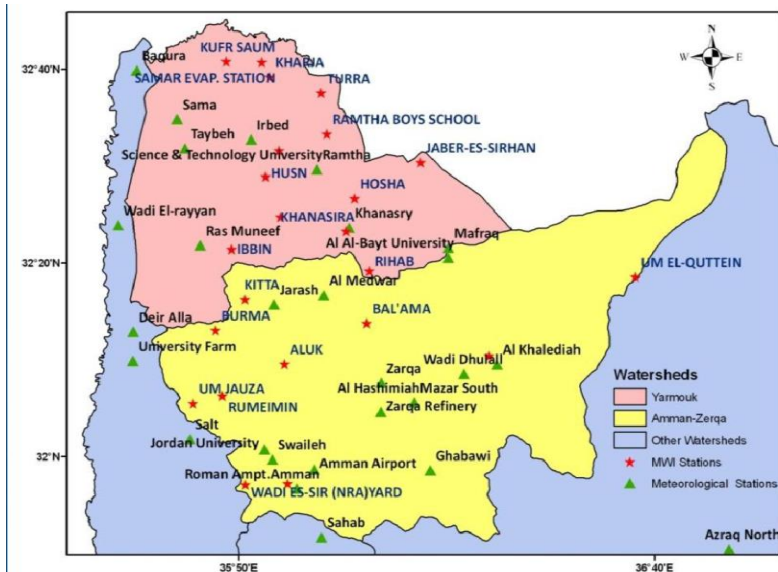 KUFR SAUM
Baqura
KHARJA
32°40'N
SAMAR EVAP. STATION
TURRA
N
W E
S
Sama
RAMTHA BOYS SCHOOL
Irbed
Taybeh
Science & Technology University
Ramtha
JABER-ES-SIRHAN
HUSN
HOSHA
Wadi El-rayyan
KHANASIRA
Khanasry
Ras Muneef
Al Al-Bayt University
Mafraq
IBBIN
32°20'N
RIHAB
UM EL-QUTTEIN
KITTA
Al Medwar
Jarash
Deir Alla
BURMA
BAL'AMA
University Farm
ALUK
Al Khalediah
Wadi Dhulail
Zarqa
Watersheds
UM JAUZA
Al Hashimiah
Mazar South
Yarmouk
RUMEIMIN
Zarqa Refinery
Amman-Zerqa
Salt
Other Watersheds
Jordan University
Swaileh
MWI Stations
32°N
Amman Airport
Ghabawi
Meteorological Stations
Roman Ampt.
Amman
WADI ES-SIR (NRA)YARD
Sahab
Azraq North
35°50'E
36°40'E